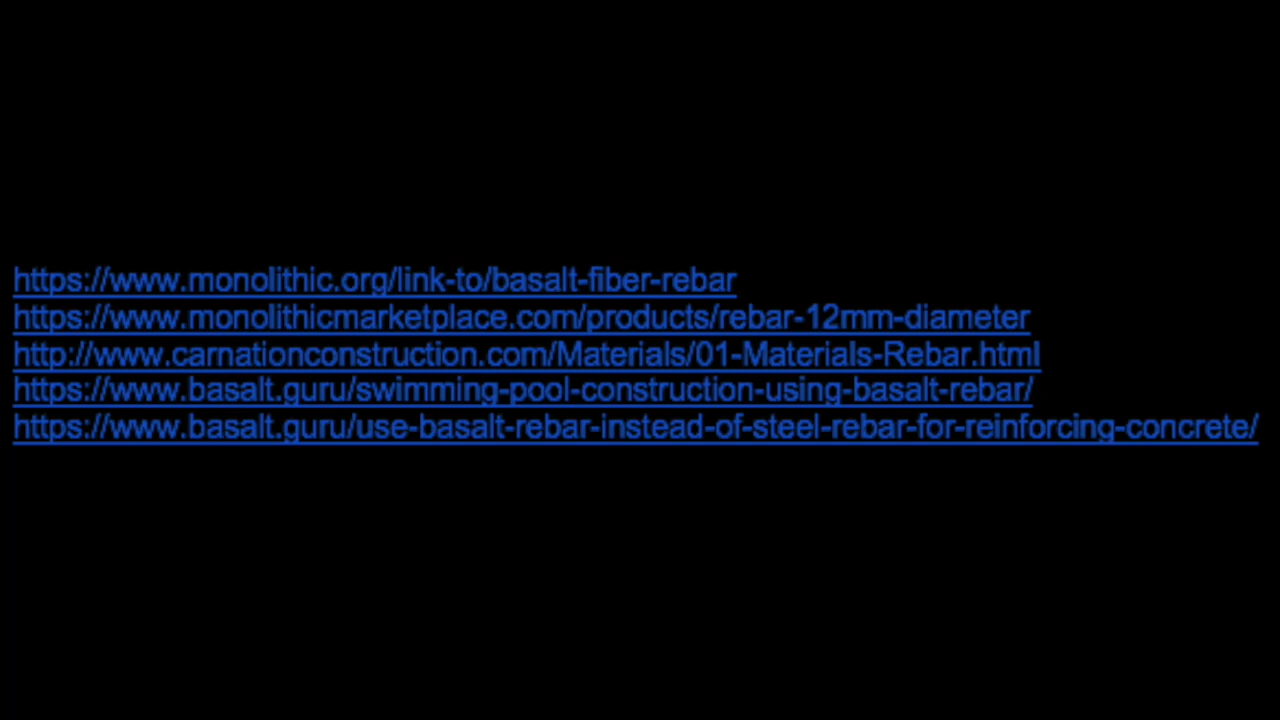 https://www.monolithic.org/link-to/basalt-fiber-rebar
https://www.monolithicmarketplace.com/products/rebar-12mm-diameter
http://www.carnationconstruction.com/Materials/01-Materials-Rebar.html
https://www.basalt.guru/swimming-pool-construction-using-basalt-rebar/
https://www.basalt.guru/use-basalt-rebar-instead-of-steel-rebar-for-reinforcing-concrete/